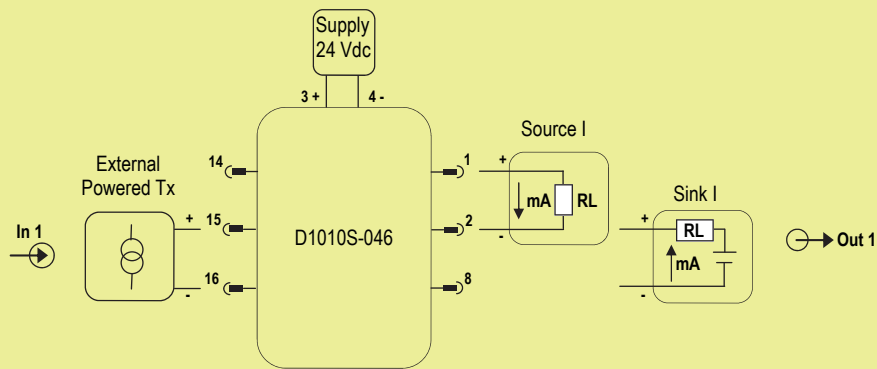 Supply
24 Vdc
3 + 4 -
Source I
14
1
+
External
Powered Tx
mA
RL
Sink I
In 1
+
15
2
-
+
RL
Out 1
D1010S-046
mA
16
-
8
-